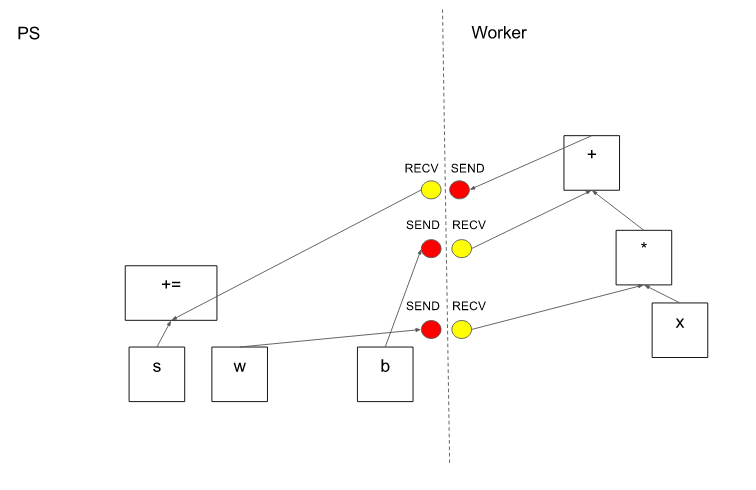 PS
Worker
+
RECV SEND
SEND RECV
*
+=
SEND RECV
x
s
w
b